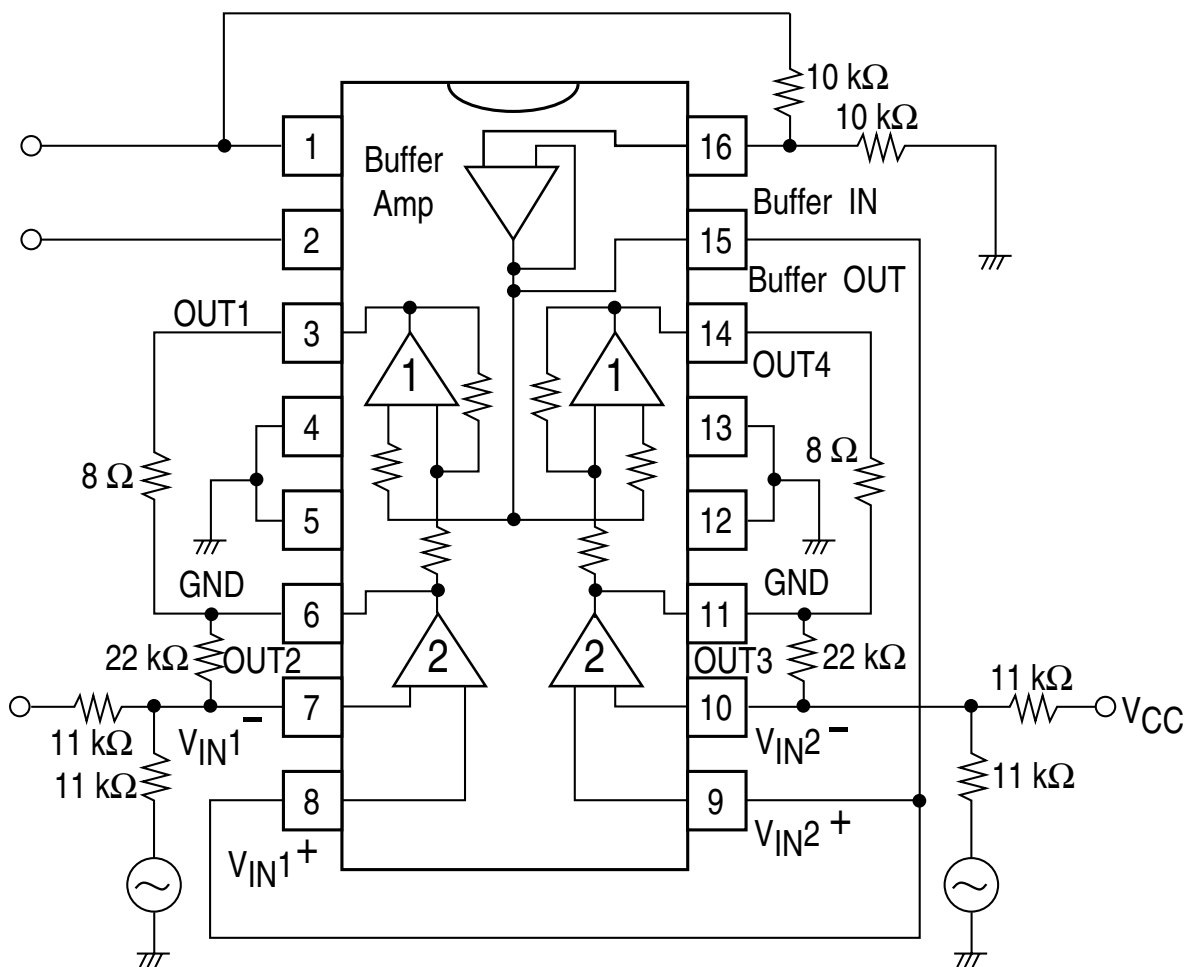 10 kΩ
10 kΩ
1
Buffer
Amp
16
Buffer IN
2
15
Buffer OUT
OUT1
3
14
OUT4
1
1
4
13
8 Ω
8 Ω
5
12
GND
GND
6
11
22 kΩ
OUT2
2
2
OUT3
22 kΩ
11 kΩ
7
10
VCC
11 kΩ
VIN1−
VIN2−
11 kΩ
11 kΩ
8
9
VIN1+
VIN2+